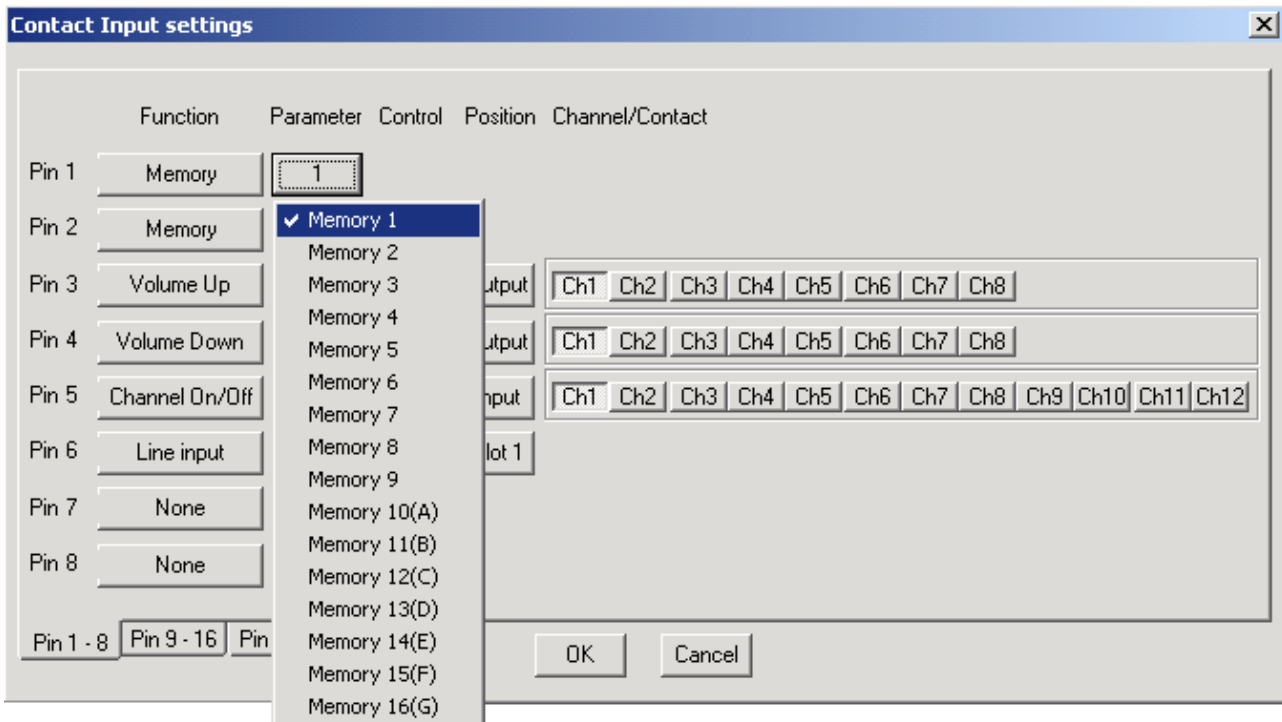 Contact Input settings
Function Parameter Control Position Channel/Contact
Pin 1 Memory 1
Pin 2 Memory
Pin 3 Volume Up utput Ch1 Ch2 Ch3 Ch4 Ch5 Ch6 Ch7 Ch8
Pin 4 Volume Down utput Ch1 Ch2 Ch3 Ch4 Ch5 Ch6 Ch7 Ch8
Pin 5 Channel On/Off nput Ch1 Ch2 Ch3 Ch4 Ch5 Ch6 Ch7 Ch8 Ch9 Ch10 Ch11 Ch12
Pin 6 Line input lot 1
Pin 7 None
Pin 8 None
Memory 1
Memory 2
Memory 3
Memory 4
Memory 5
Memory 6
Memory 7
Memory 8
Memory 9
Memory 10(A)
Memory 11(B)
Memory 12(C)
Memory 13(D)
Memory 14(E)
Memory 15(F)
Memory 16(G)
Pin 1 - 8 Pin 9 - 16 Pin
OK Cancel